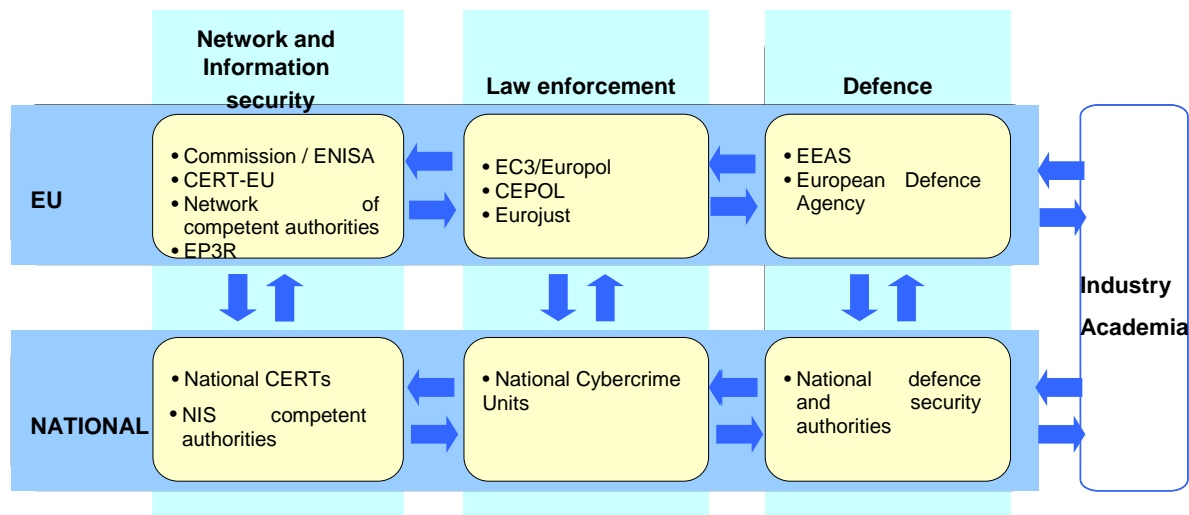 Network and
Information
security
Law enforcement
Defence
EU
• Commission / ENISA
• CERT-EU
• Network of
competent authorities
• EP3R
• EC3/Europol
• CEPOL
• Eurojust
• EEAS
• European Defence
Agency
Industry
Academia
NATIONAL
• National CERTs
• NIS competent
authorities
• National Cybercrime
Units
• National defence
and security
authorities